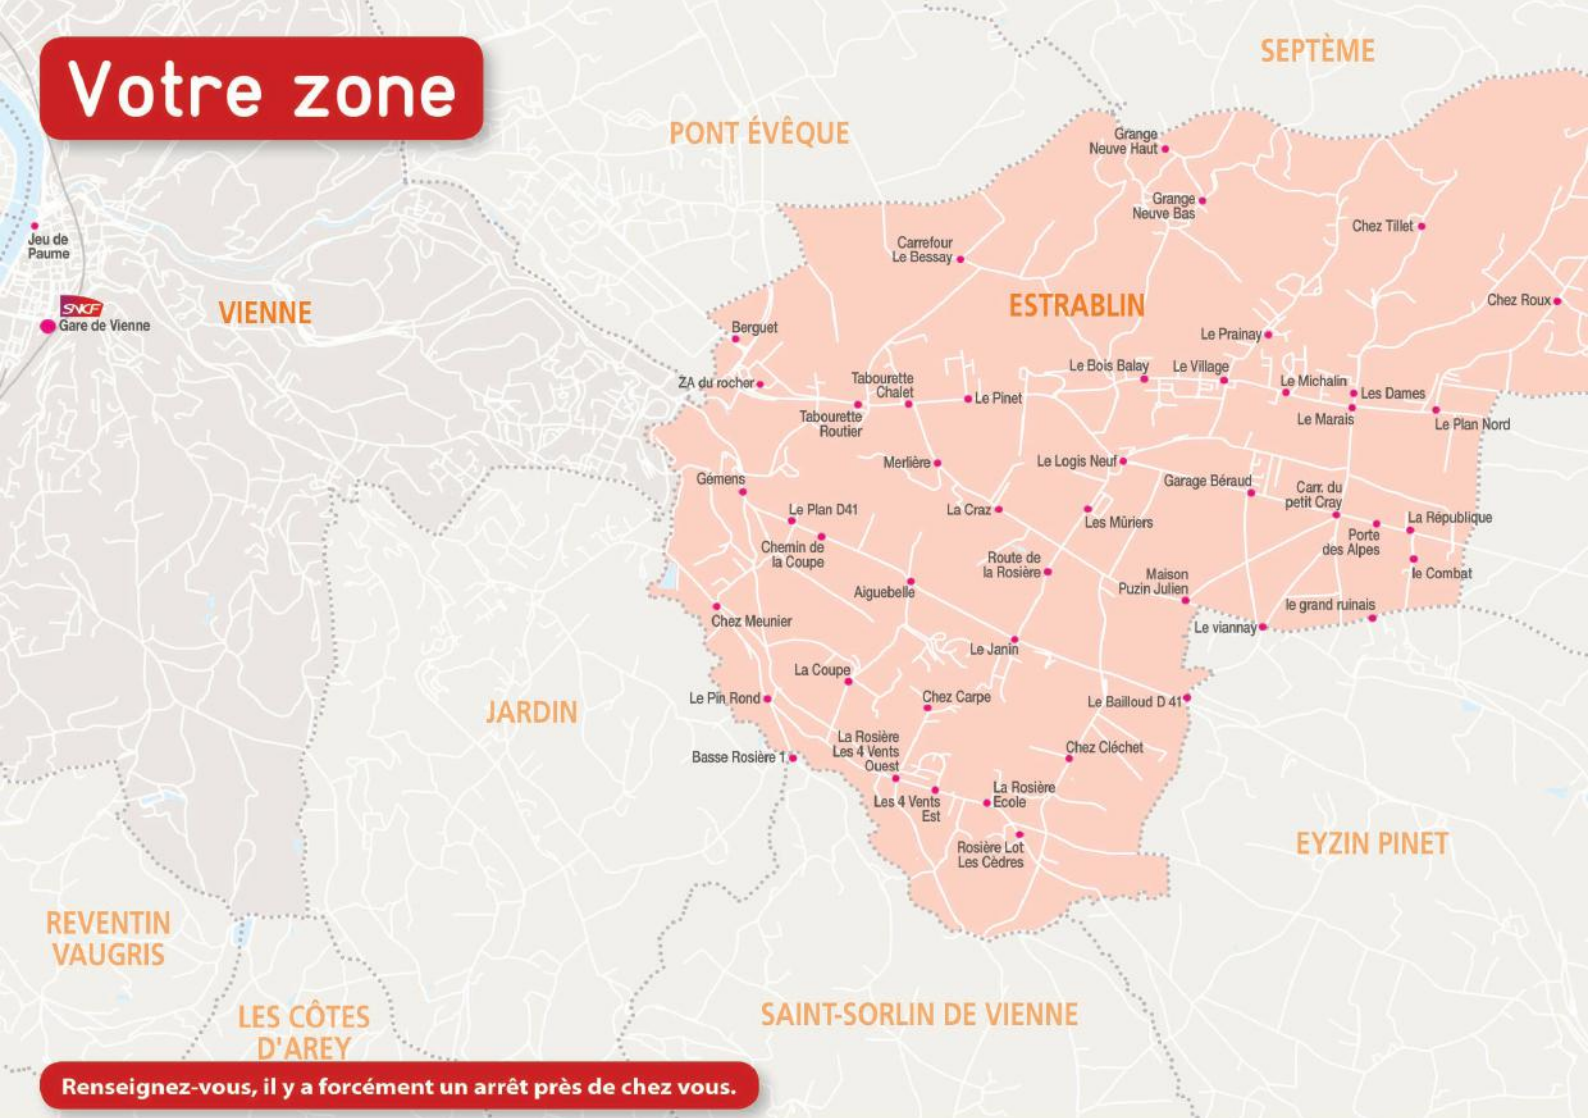 Votre zone
SEPTÈME
PONT ÉVÊQUE
Grange
Neuve Haut
Grange
Neuve Bas
Chez Tillet
Jeu de
Paume
Carrefour
Le Bessay
SNCF
Gare de Vienne
VIENNE
ESTRABLIN
Chez Roux
Berguet
Le Prainay
ZA du rocher
Tabourette
Chalet
Le Pinet
Le Bois Balay
Le Village
Le Michalin
Les Dames
Tabourette
Routier
Le Marais
Le Plan Nord
Merlière
Le Logis Neuf
Gémens
Garage Béraud
Carr. du
petit Cray
Le Plan D41
La Craz
Les Mûriers
La République
Porte
des Alpes
Chemin de
la Coupe
Route de
la Rosière
Maison
Puzin Julien
le Combat
Aiguebelle
le grand ruinais
Chez Meunier
Le viannay
Le Janin
La Coupe
Le Pin Rond
Chez Carpe
Le Bailloud D 41
JARDIN
La Rosière
Les 4 Vents
Ouest
Basse Rosière 1
Chez Cléchet
Les 4 Vents
Est
La Rosière
Ecole
Rosière Lot
Les Cèdres
EYZIN PINET
REVENTIN
VAUGRIS
LES CÔTES
D'AREY
SAINT-SORLIN DE VIENNE
Renseignez-vous, il y a forcément un arrêt près de chez vous.